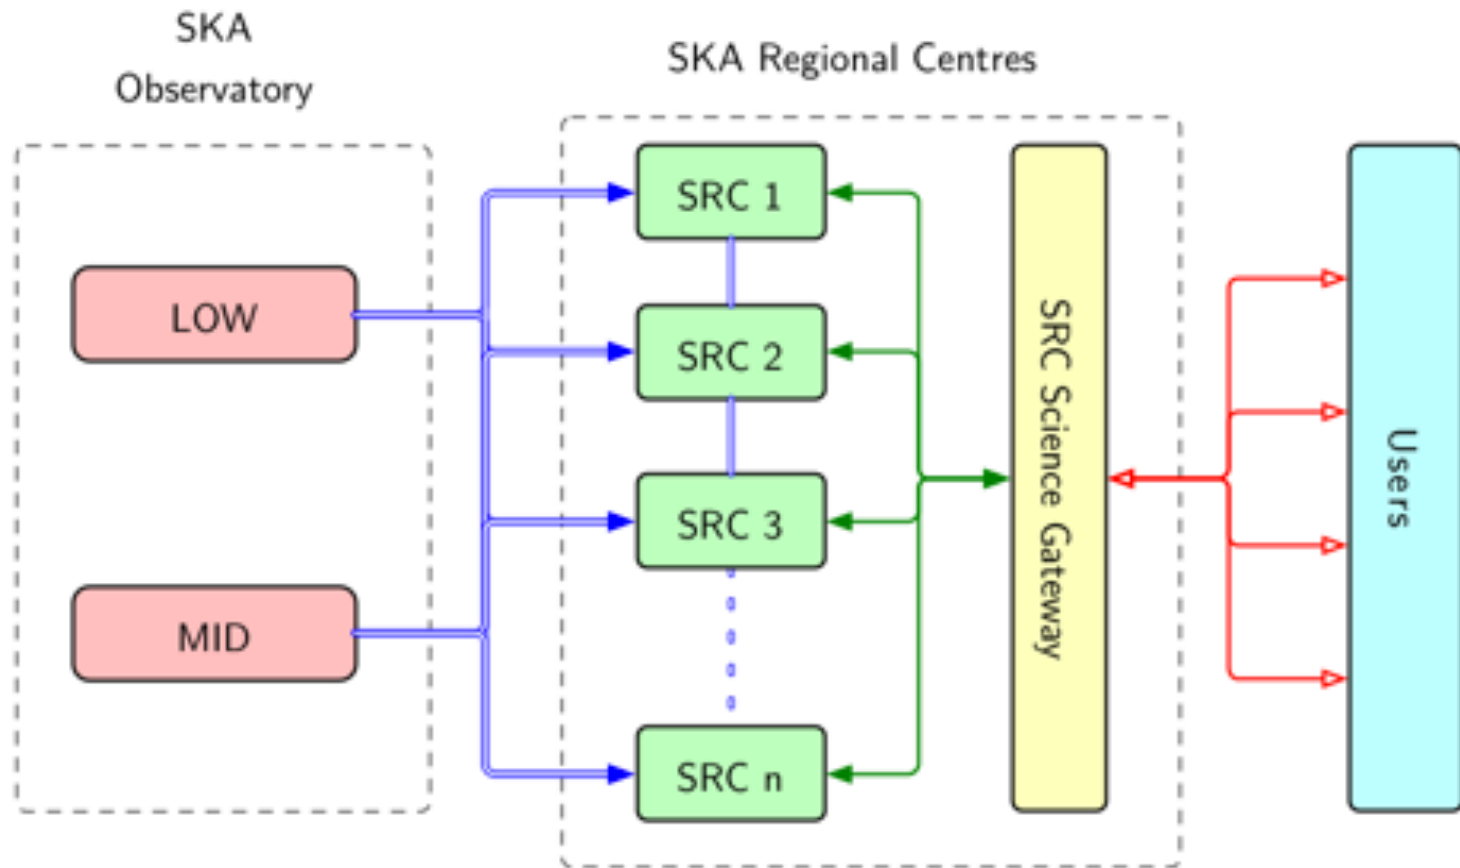 SKA
Observatory
SKA Regional Centres
LOW
MID
SRC 1
SRC 2
SRC 3
SRC n
SRC Science Gateway
Users